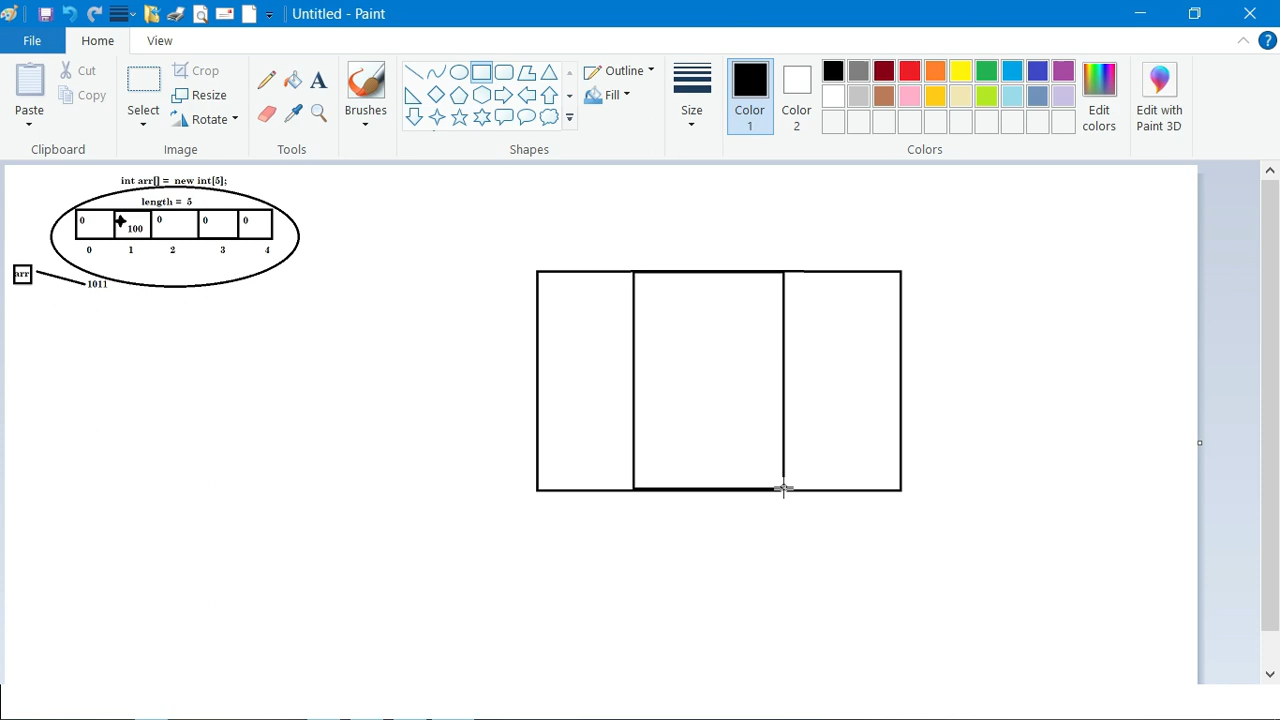 Untitled - Paint
File
Home
View
Paste
Cut
Copy
Clipboard
Select
Crop
Resize
Rotate
Image
Tools
Brushes
Shapes
Outline
Fill
Size
Color
1
Color
2
Edit
colors
Colors
Edit with
Paint 3D
int arr[] = new int[5];
length = 5
0 100 0 0 0
0 1 2 3 4
arr
1011